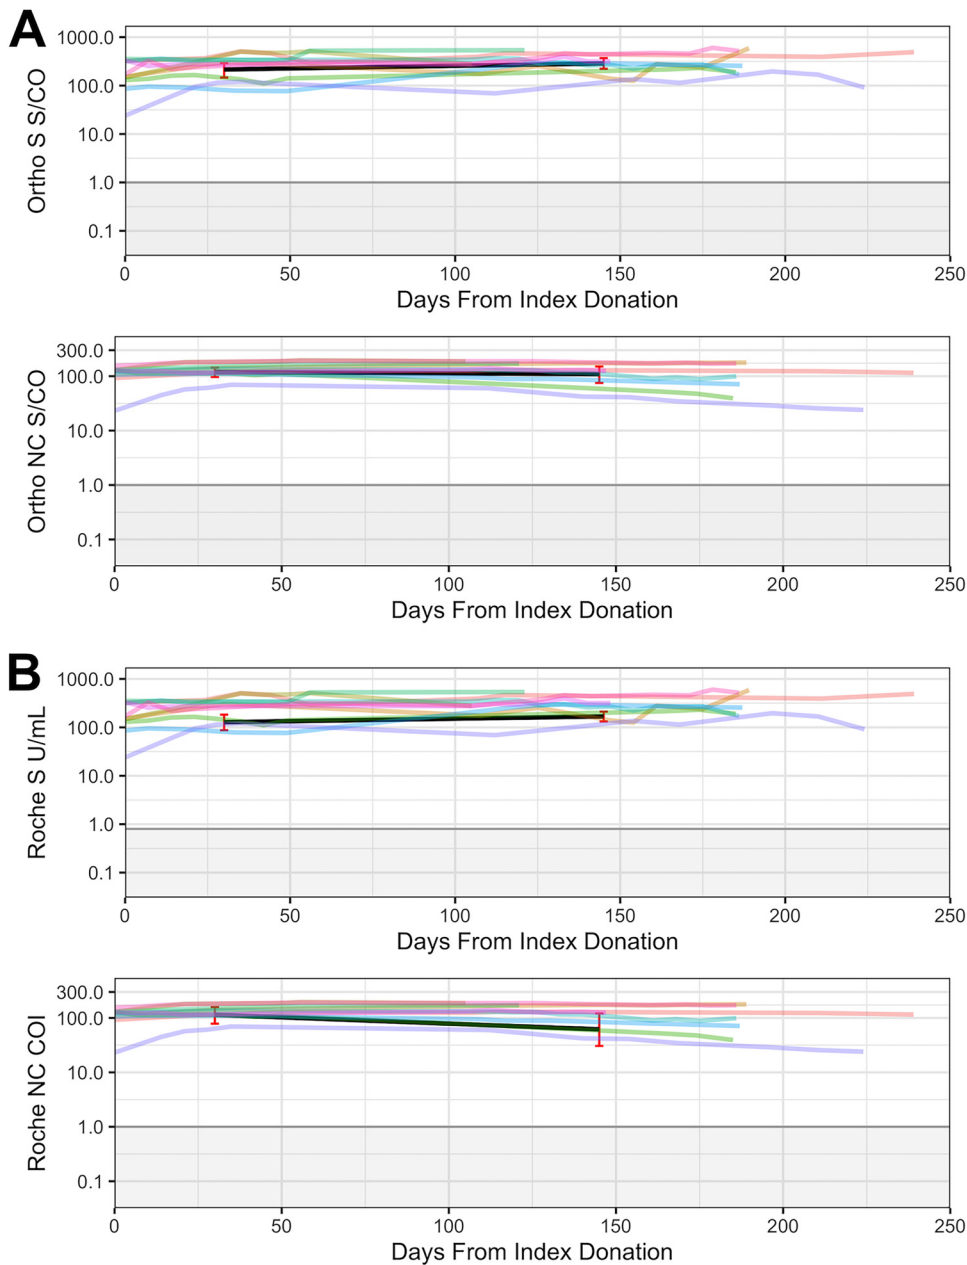 A
Ortho S S/CO
1000.0
100.0
10.0
1.0
0.1
0 50 100 150 200 250
Days From Index Donation
Ortho NC S/CO
300.0
100.0
10.0
1.0
0.1
0 50 100 150 200 250
Days From Index Donation
B
Roche S U/mL
1000.0
100.0
10.0
1.0
0.1
0 50 100 150 200 250
Days From Index Donation
Roche NC COI
300.0
100.0
10.0
1.0
0.1
0 50 100 150 200 250
Days From Index Donation